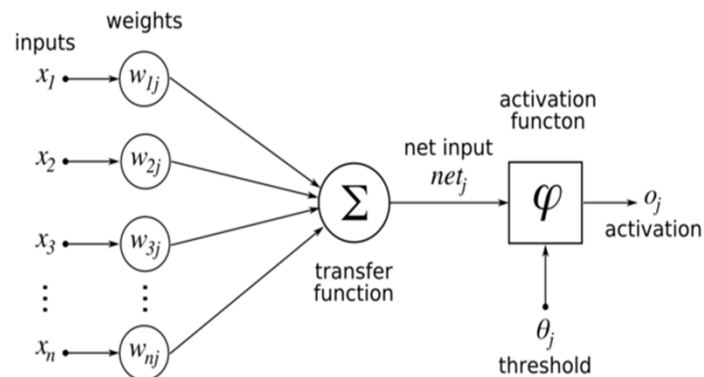 weights
inputs
x1
w1j
x2
w2j
x3
w3j
⋮
⋮
xn
wnj
Σ
transfer
function
net input
netj
activation
functon
φ
oj
activation
θj
threshold